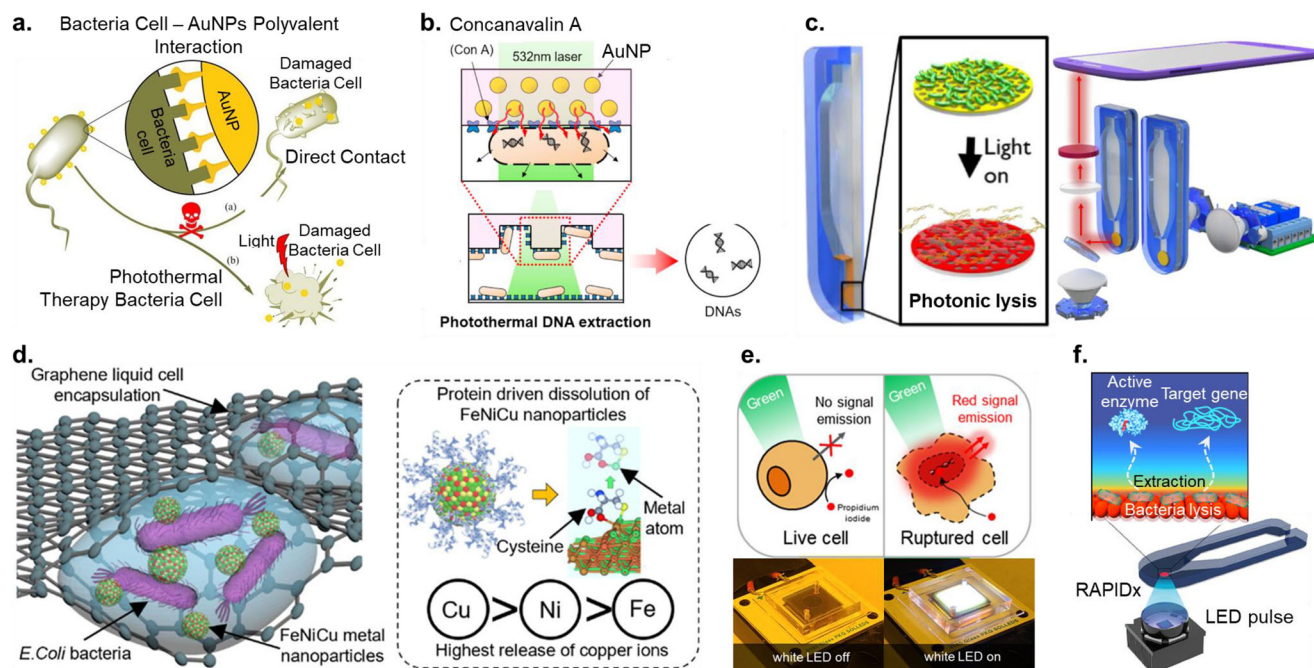 a.
Bacteria Cell – AuNPs Polyvalent
Interaction
Bacteria
cell
AuNP
Damaged
Bacteria Cell
Direct Contact
(a)
Light
Damaged
Bacteria Cell
(b)
Photothermal
Therapy Bacteria Cell
b.
Concanavalin A
(Con A)
532nm laser
AuNP
Photothermal DNA extraction
DNAs
c.
Light
on
Photonic lysis
d.
Graphene liquid cell
encapsulation
E.Coli bacteria
FeNiCu metal
nanoparticles
Protein driven dissolution of
FeNiCu nanoparticles
Metal
atom
Cysteine
Cu > Ni > Fe
Highest release of copper ions
e.
Green
No signal
emission
Propidium
iodide
Live cell
Green
Red signal
emission
Ruptured cell
white LED off
white LED on
f.
Active
enzyme
Target gene
Extraction
Bacteria lysis
RAPIDx
LED pulse